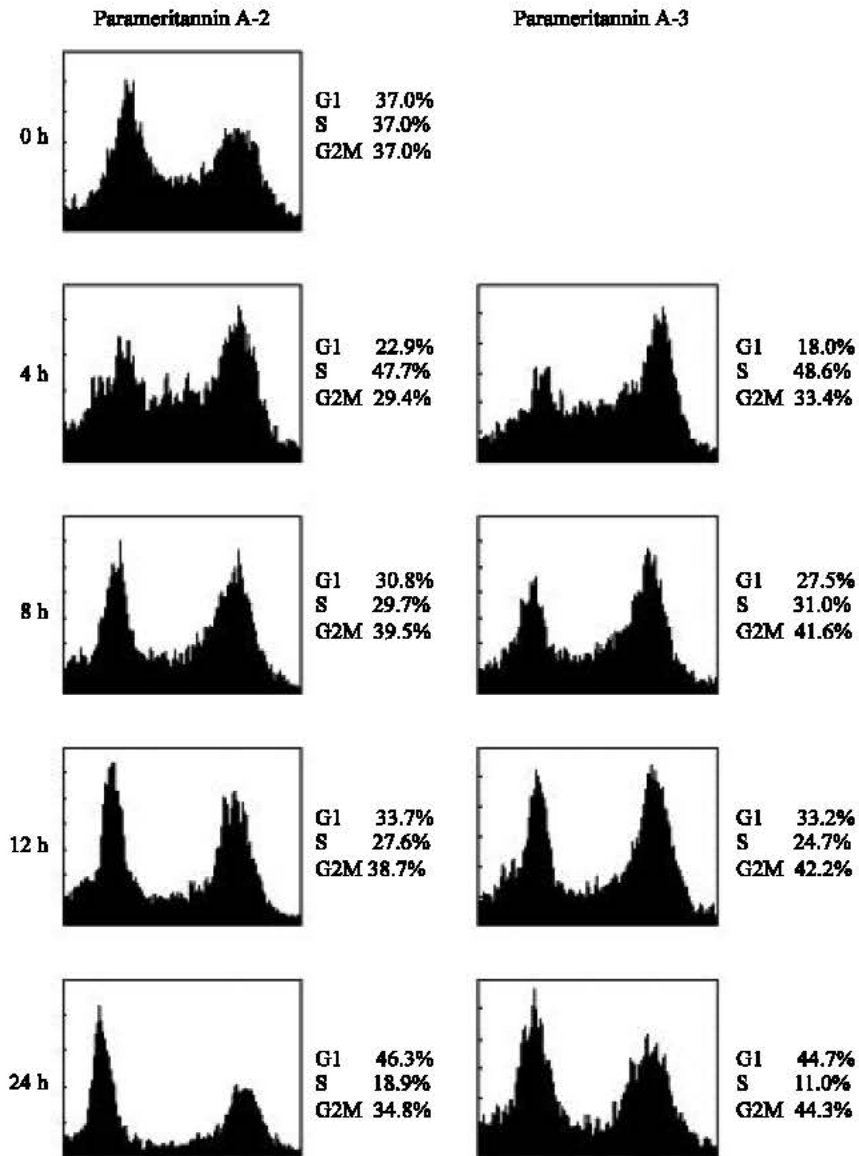 Parameritannin A-2
Parameritannin A-3
0 h
G1 37.0%
S 37.0%
G2M 37.0%
4 h
G1 22.9%
S 47.7%
G2M 29.4%
G1 18.0%
S 48.6%
G2M 33.4%
8 h
G1 30.8%
S 29.7%
G2M 39.5%
G1 27.5%
S 31.0%
G2M 41.6%
12 h
G1 33.7%
S 27.6%
G2M 38.7%
G1 33.2%
S 24.7%
G2M 42.2%
24 h
G1 46.3%
S 18.9%
G2M 34.8%
G1 44.7%
S 11.0%
G2M 44.3%